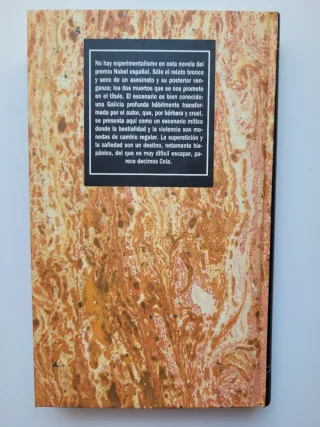 No hay experimentalismo en esta novela del
premio Nobel español. Sólo el relato bronco
y seco de un asesinato y su posterior ven-
ganza; los dos muertos que se nos promete
en el título. El escenario es bien conocido;
una Galicia profunda hábilmente transfor-
mada por el autor, que, por bárbara y cruel,
se presenta aquí como un escenario mítico
donde la bestialidad y la violencia son mo-
nedas de cambio regular. La superstición y
la zafiedad son un destino, netamente his-
pánico, del que es muy difícil escapar, pa-
rece decirnos Cela.